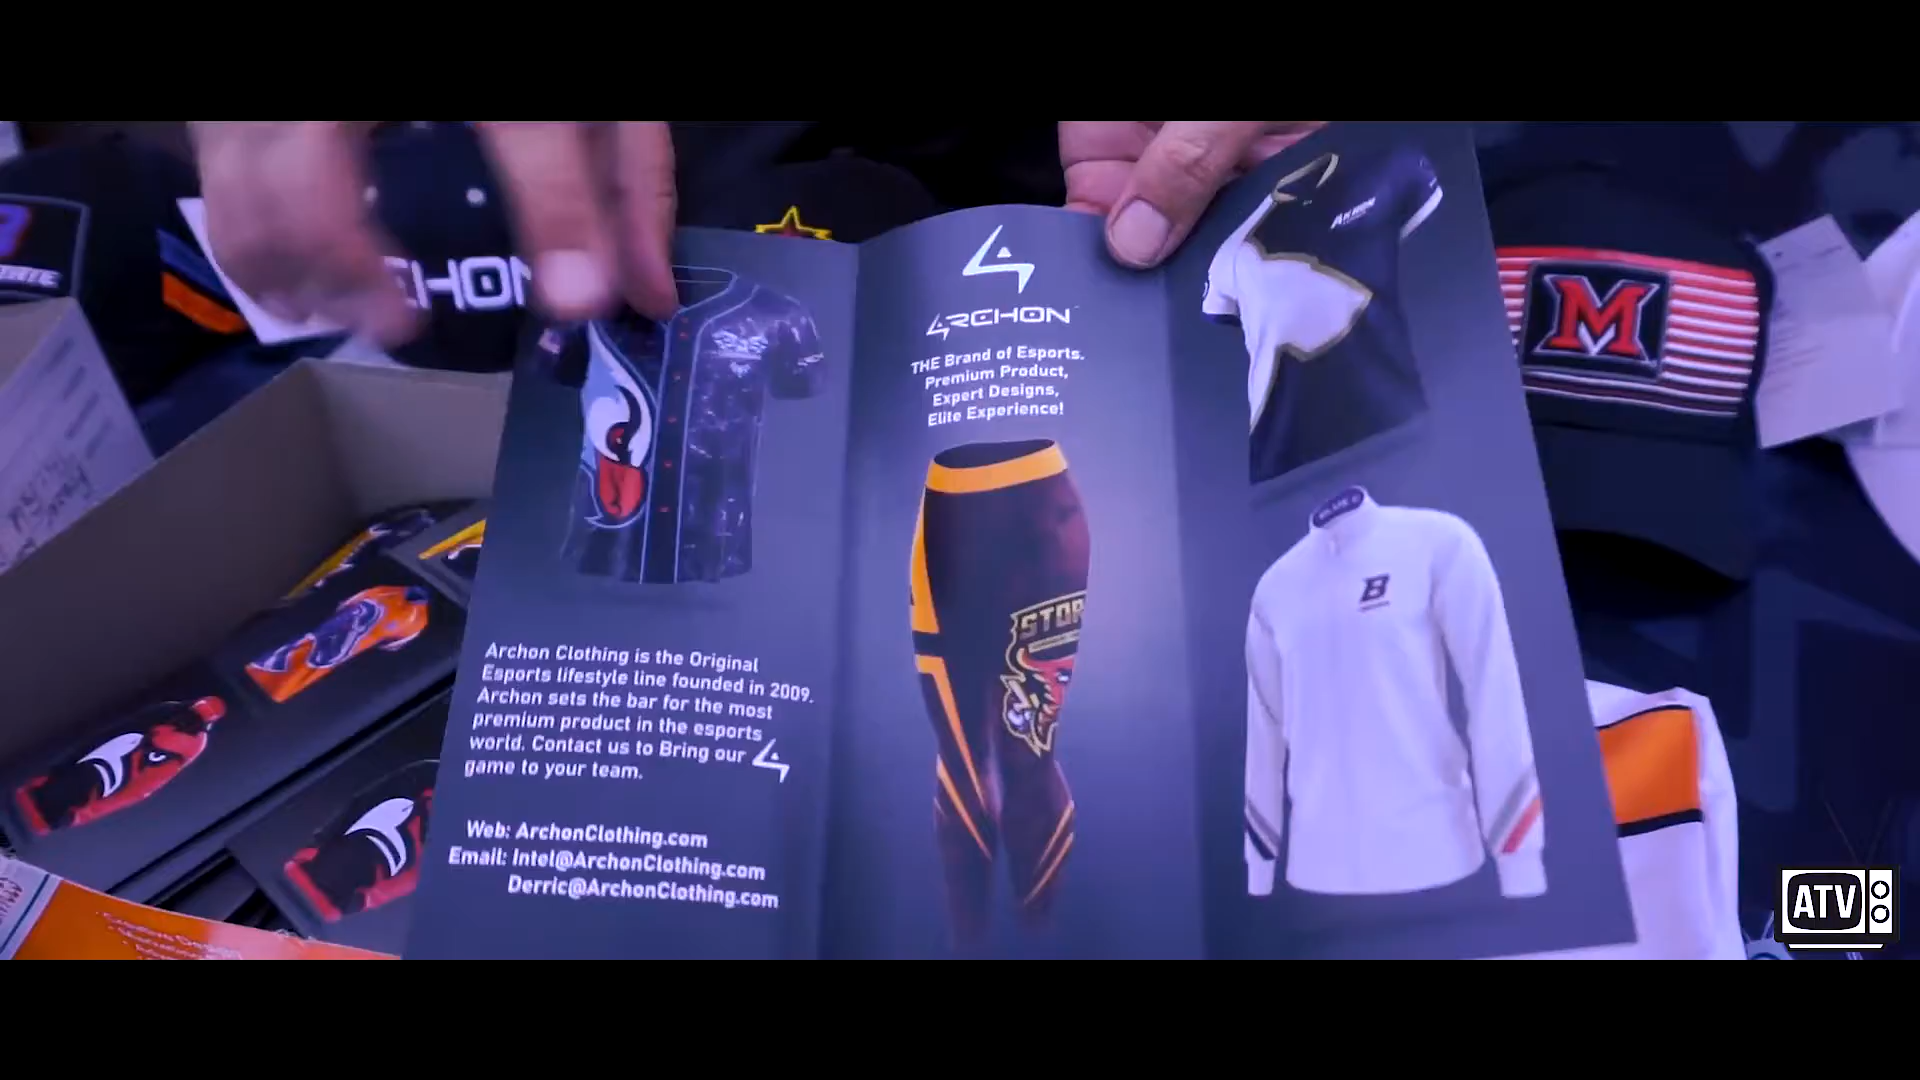 ARCHON
THE Brand of Esports.
Premium Product,
Expert Designs,
Elite Experience!
CHON
M
STOR
B
Archon Clothing is the Original
Esports lifestyle line founded in 2009.
Archon sets the bar for the most
premium product in the esports
world. Contact us to Bring our
game to your team.
Web: ArchonClothing.com
Email: Intel@ArchonClothing.com
Derric@ArchonClothing.com
ATV